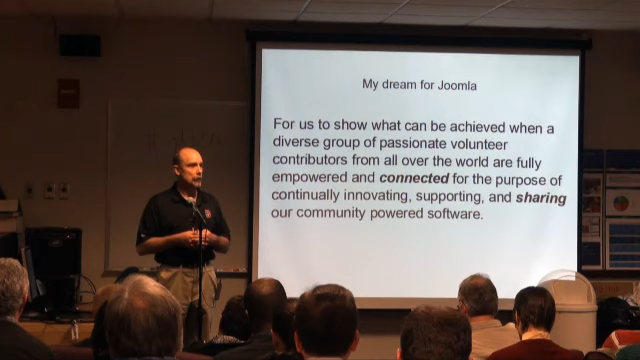 My dream for Joomla
For us to show what can be achieved when a
diverse group of passionate volunteer
contributors from all over the world are fully
empowered and connected for the purpose of
continually innovating, supporting, and sharing
our community powered software.